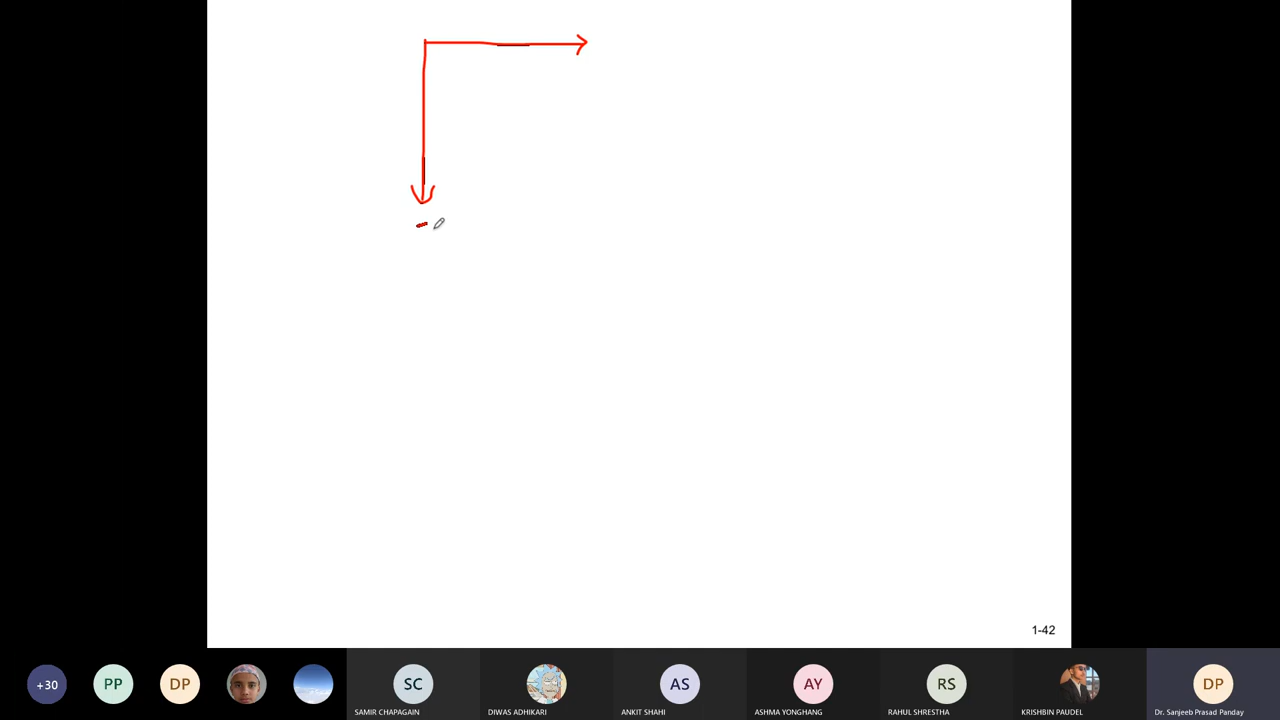 1-42
+30
PP
DP
SC
AS
AY
RS
DP
SAMIR CHAPAGAIN
DIWAS ADHIKARI
ANKIT SHAHI
ASHMA YONGHANG
RAHUL SHRESTHA
KRISHBIN PAUDEL
Dr. Sanjeeb Prasad Panday